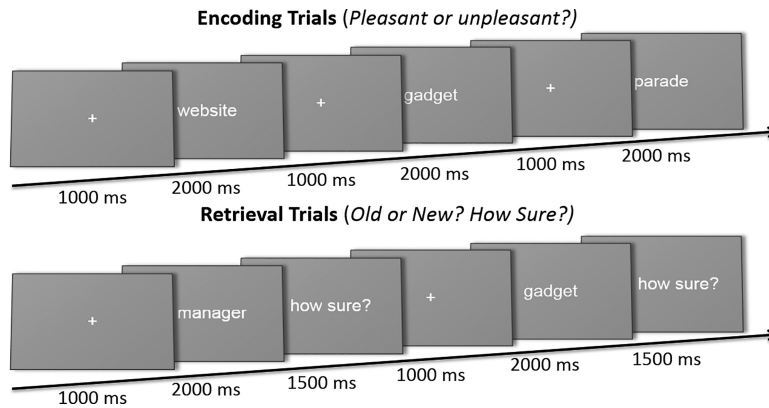 Encoding Trials (Pleasant or unpleasant?)
+
website
+
gadget
+
parade
1000 ms
2000 ms
1000 ms
2000 ms
1000 ms
2000 ms
Retrieval Trials (Old or New? How Sure?)
+
manager
how sure?
+
gadget
how sure?
1000 ms
2000 ms
1500 ms
1000 ms
2000 ms
1500 ms